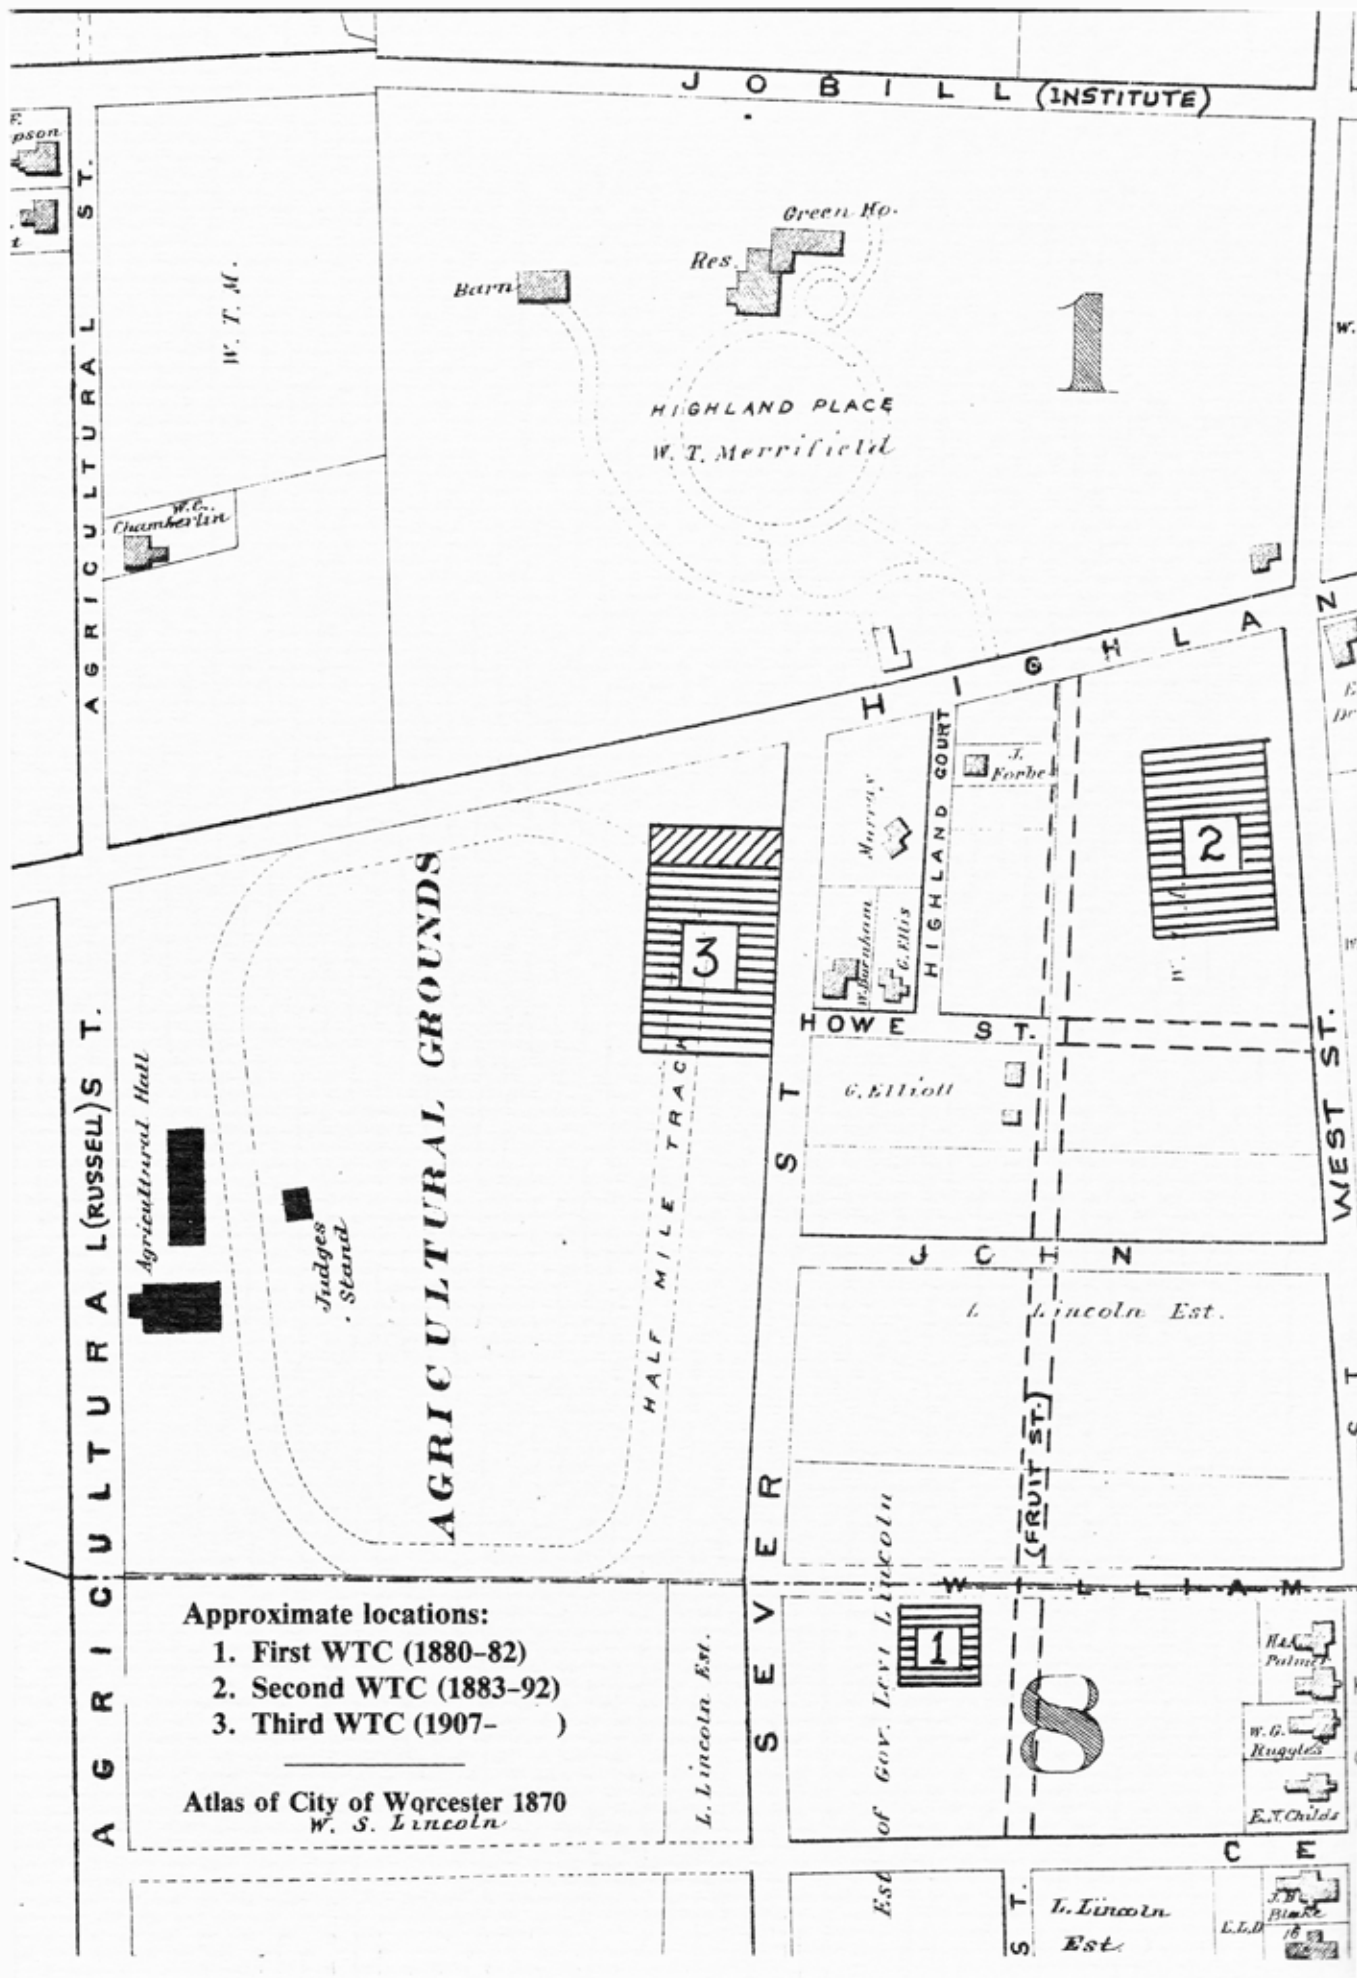 JOBILL (INSTITUTE)
AGRICULTURAL ST.
W. T. M.
Green Ho.
Res.
Barn
1
HIGHLAND PLACE
W. T. Merrifield
W.C.
Chamberlin
HIGHLAN
HIGHLAND COURT
J.
Forbe
Murray
W. Burnham
G. Ellis
2
3
AGRICULTURAL GROUNDS
HALF MILE TRACK
HOWE ST.
G. Elliott
WEST ST.
AGRICULTURAL (RUSSELL) ST.
Agricultural Hall
Judges
Stand
JOHN
L Lincoln Est.
(FRUIT ST.)
SEVER ST
WILLIAM
Est of Gov. Levi Lincoln
1
8
Palmer
W. G.
Ruggles
E.N. Childs
L. Lincoln Est.
Approximate locations:
1. First WTC (1880–82)
2. Second WTC (1883–92)
3. Third WTC (1907– )
Atlas of City of Worcester 1870
W. S. Lincoln
CE
ST.
L. Lincoln
Est.
J. B
Blake
16